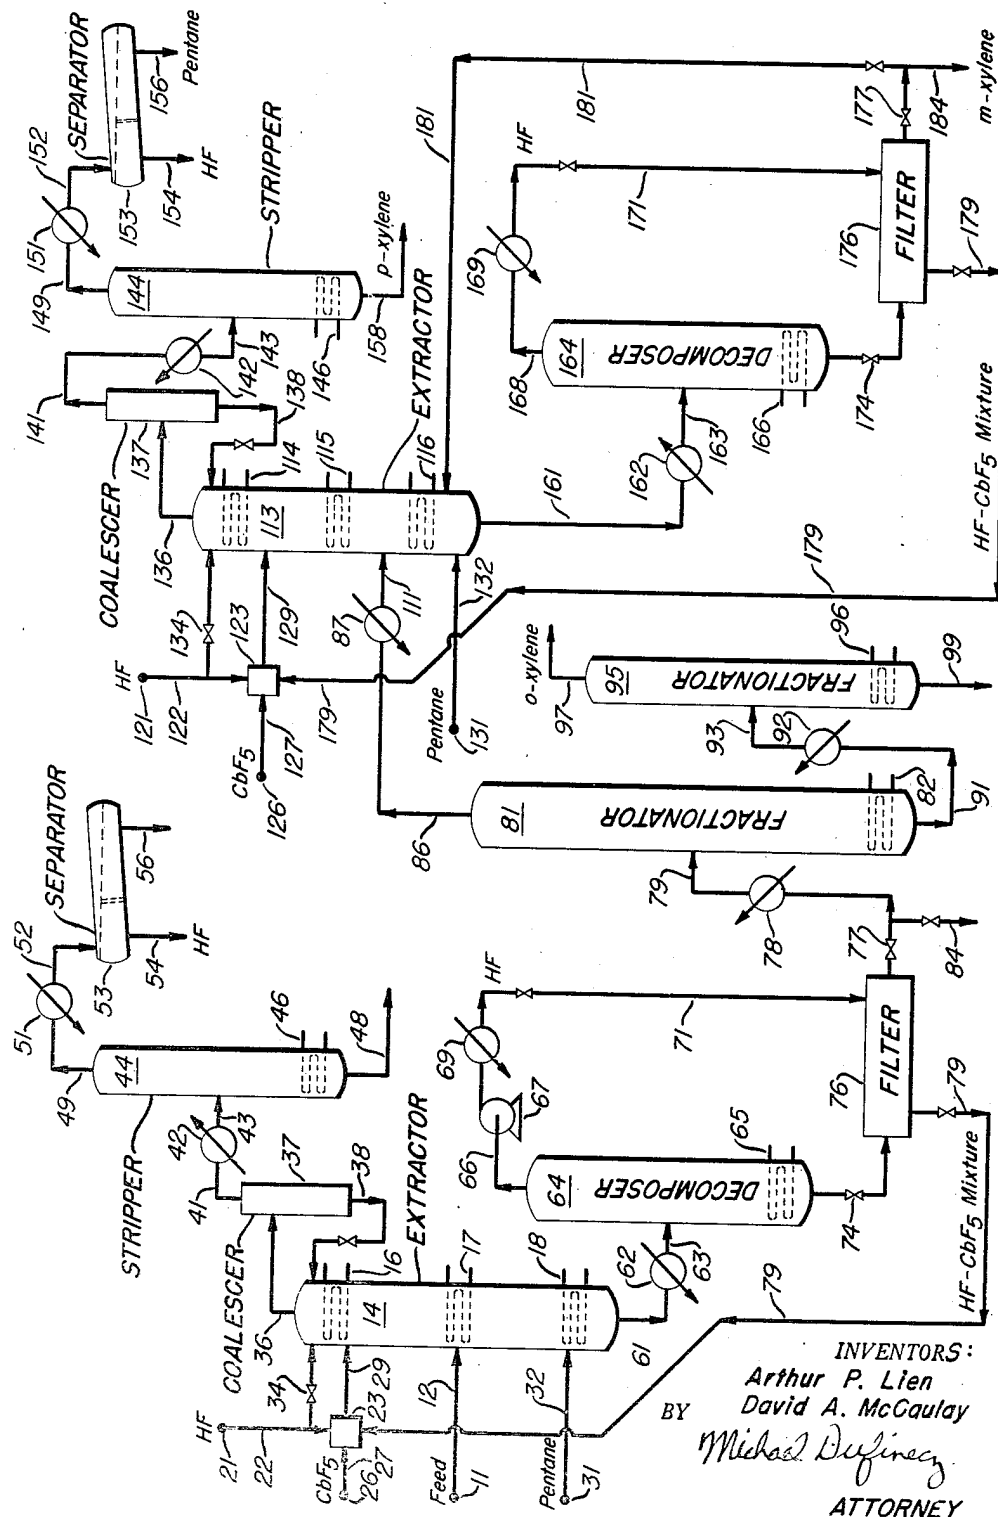 SEPARATOR
152
151
149
153
154
HF
156
Pentane
STRIPPER
144
141
142
143
146
158
p-xylene
COALESCER
137
136
138
114
115
116
113
EXTRACTOR
181
181
HF
169
168
171
164
DECOMPOSER
166
162
163
161
174
176
FILTER
177
184
m-xylene
179
HF-CbF5 Mixture
179
HF
121
122
134
123
129
CbF5
126
127
179
87
111
132
Pentane
131
o-xylene
97
95
FRACTIONATOR
96
99
93
92
91
86
81
FRACTIONATOR
82
79
78
SEPARATOR
52
51
49
53
54
HF
56
STRIPPER
44
46
48
43
42
41
COALESCER
37
38
36
16
17
18
14
EXTRACTOR
HF
21
22
34
29
23
CbF5
26
27
Feed
11
12
Pentane
31
32
61
62
63
64
DECOMPOSER
65
66
67
69
HF
71
74
76
FILTER
77
84
79
HF-CbF5 Mixture
79
INVENTORS:
Arthur P. Lien
David A. McCaulay
BY
ATTORNEY